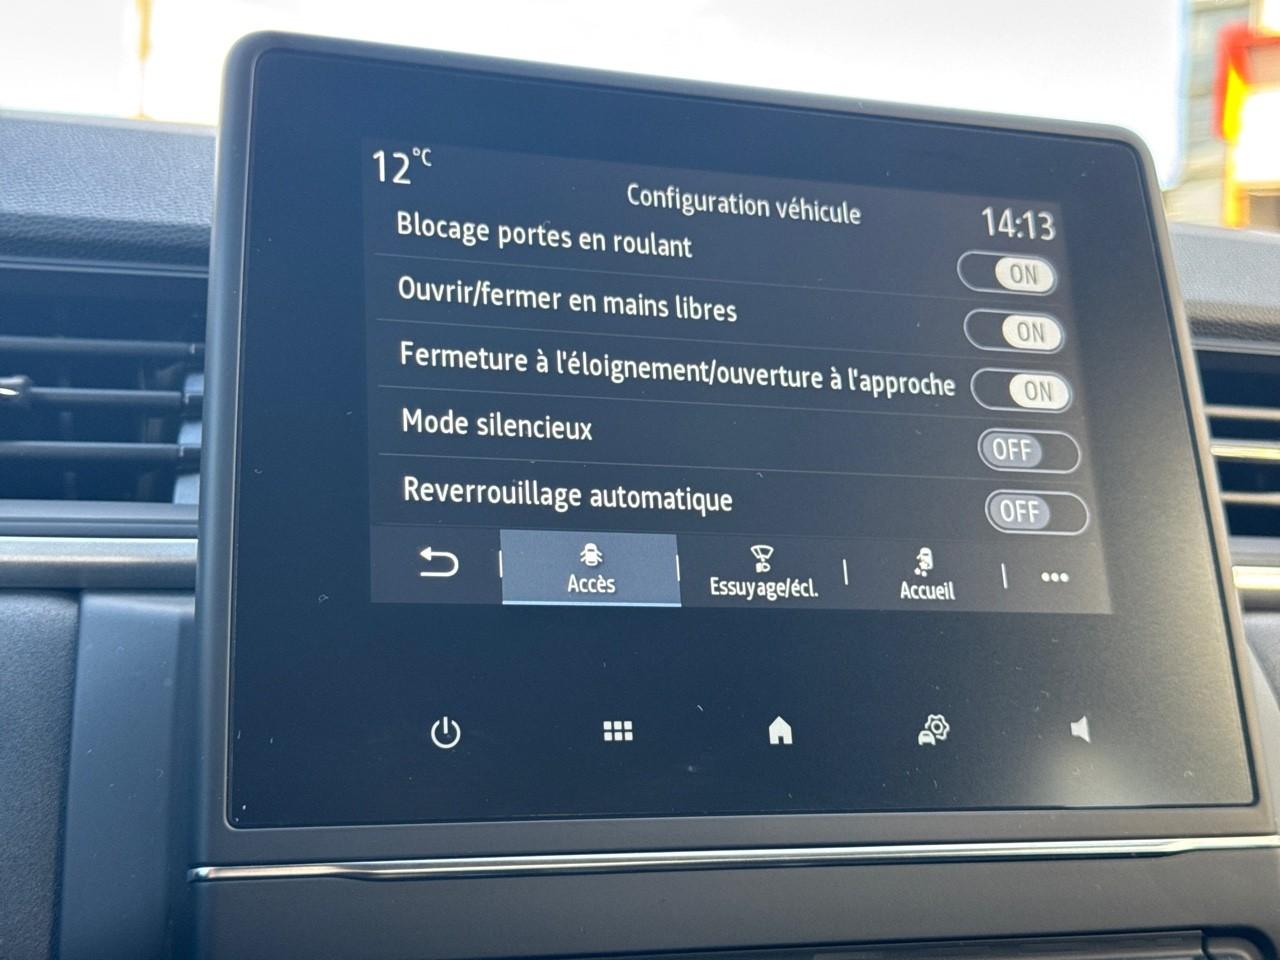 12°C
Configuration véhicule
14:13
Blocage portes en roulant ON
Ouvrir/fermer en mains libres ON
Fermeture à l'éloignement/ouverture à l'approche ON
Mode silencieux OFF
Reverrouillage automatique OFF
Accès
Essuyage/écl.
Accueil